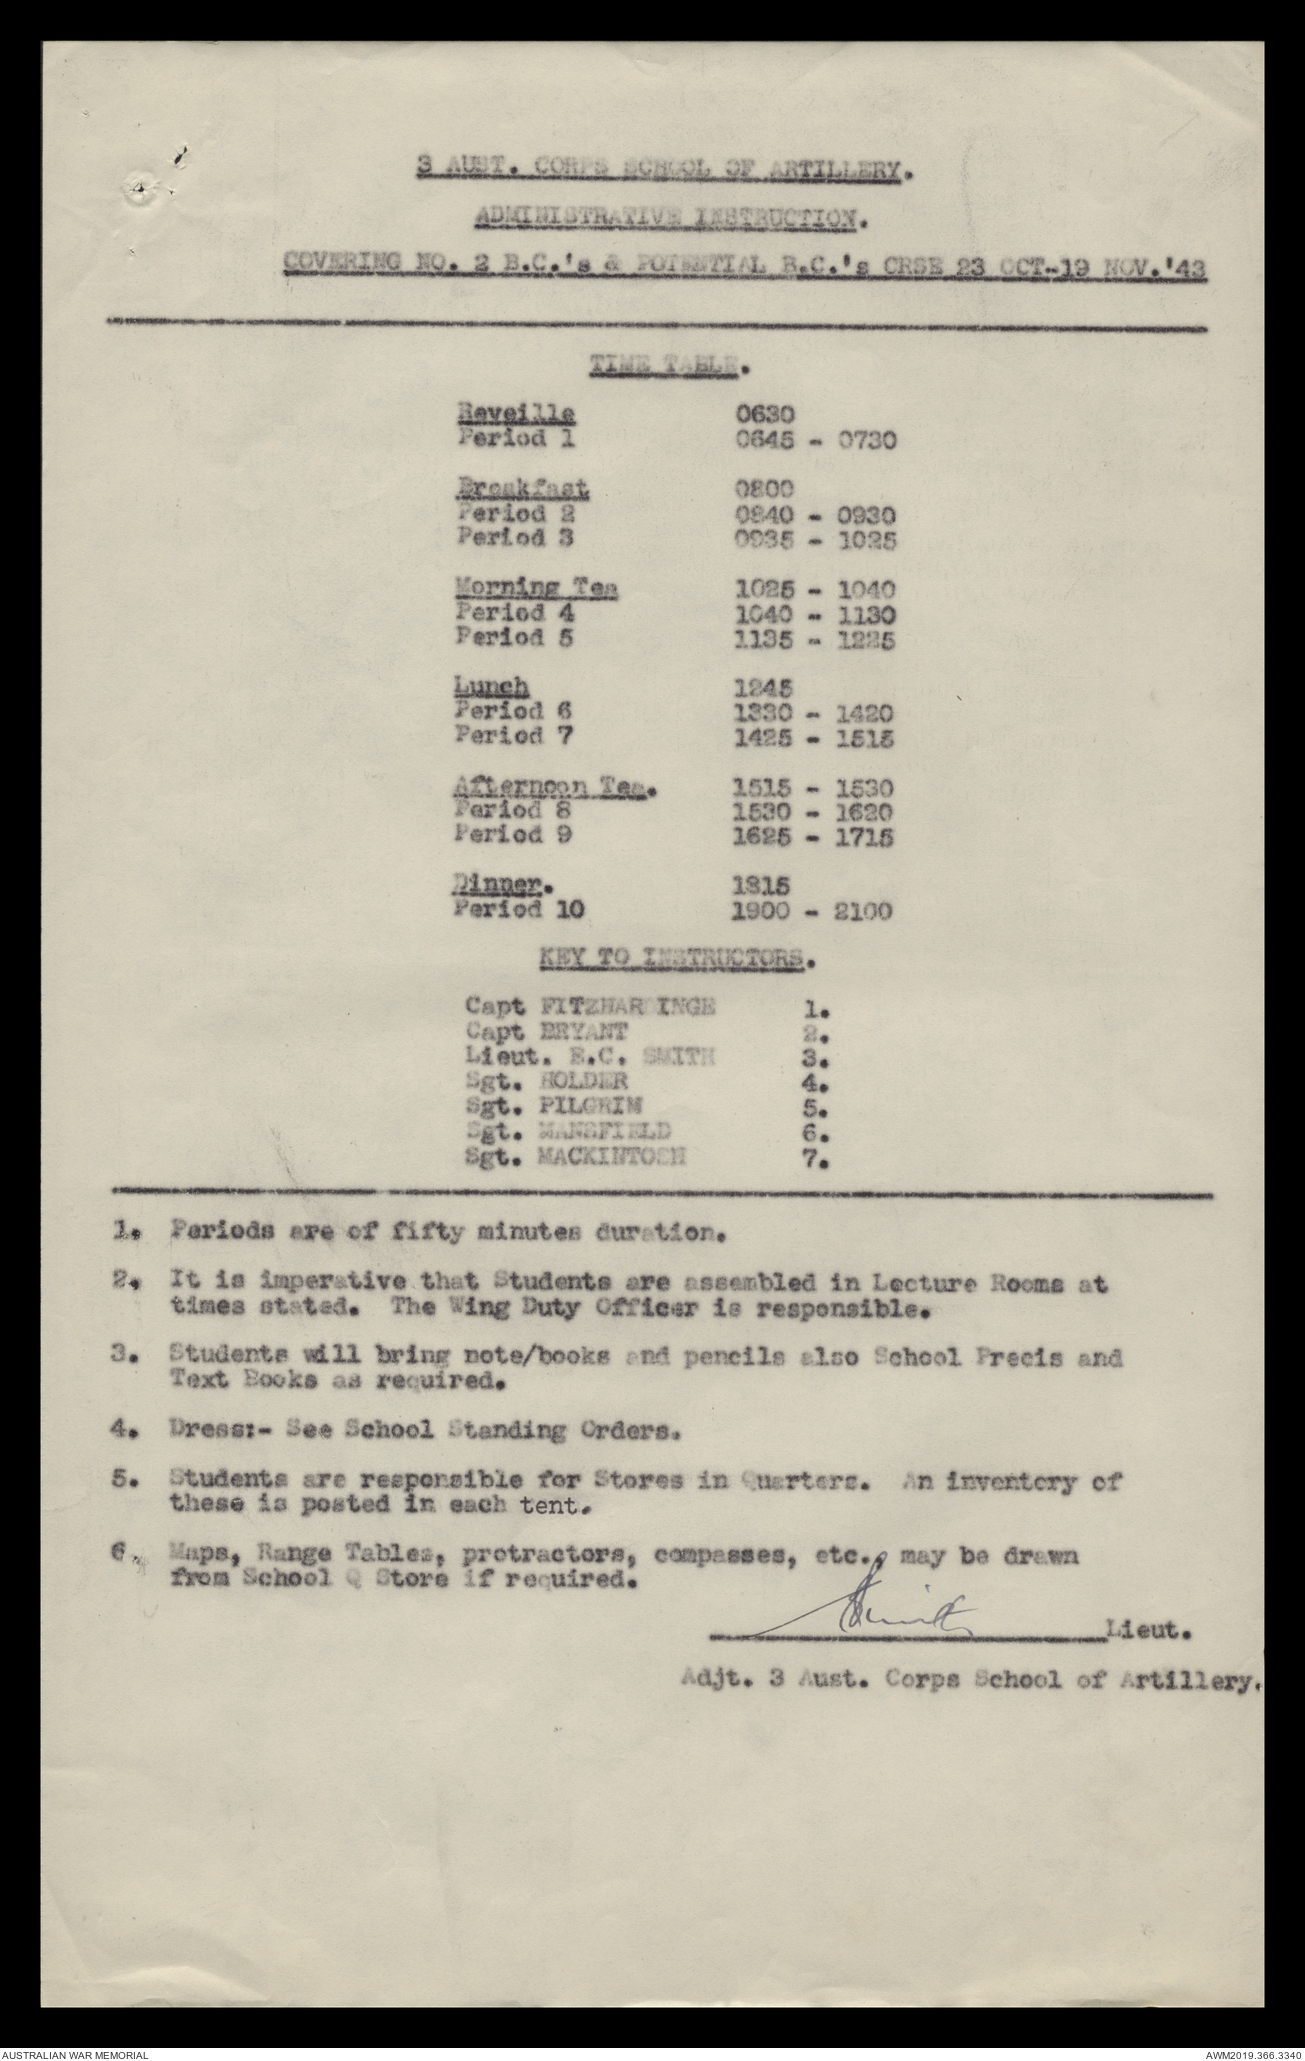 3 AUST. CORPS SCHOOL OF ARTILLERY.
ADMINISTRATIVE INSTRUCTION.
COVERING NO. 2 B.C.'s & POTENTIAL B.C.'s CRSE 23 OCT-19 NOV.'43
TIME TABLE.
Reveille 0630
Period 1 0645 - 0730
Breakfast 0800
Period 2 0840 - 0930
Period 3 0935 - 1025
Morning Tea 1025 - 1040
Period 4 1040 - 1130
Period 5 1135 - 1225
Lunch 1245
Period 6 1330 - 1420
Period 7 1425 - 1515
Afternoon Tea. 1515 - 1530
Period 8 1530 - 1620
Period 9 1625 - 1715
Dinner. 1815
Period 10 1900 - 2100
KEY TO INSTRUCTORS.
Capt FITZHARDINGE 1.
Capt BRYANT 2.
Lieut. E.C. SMITH 3.
Sgt. HOLDER 4.
Sgt. PILGRIM 5.
Sgt. MANSFIELD 6.
Sgt. MACKINTOSH 7.
1. Periods are of fifty minutes duration.
2. It is imperative that Students are assembled in Lecture Rooms at
times stated. The Wing Duty Officer is responsible.
3. Students will bring note/books and pencils also School Precis and
Text Books as required.
4. Dress:- See School Standing Orders.
5. Students are responsible for Stores in Quarters. An inventory of
these is posted in each tent.
6. Maps, Range Tables, protractors, compasses, etc., may be drawn
from School Q Store if required.
Smith Lieut.
Adjt. 3 Aust. Corps School of Artillery.
AUSTRALIAN WAR MEMORIAL AWM2019.366.3340